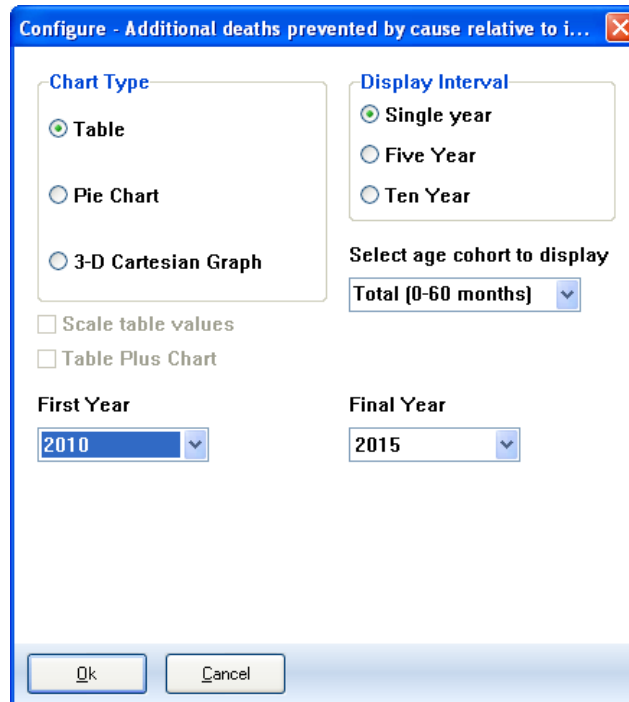 Configure - Additional deaths prevented by cause relative to i...
Chart Type
Table
Pie Chart
3-D Cartesian Graph
Display Interval
Single year
Five Year
Ten Year
Select age cohort to display
Total (0-60 months)
Scale table values
Table Plus Chart
First Year
2010
Final Year
2015
Ok
Cancel